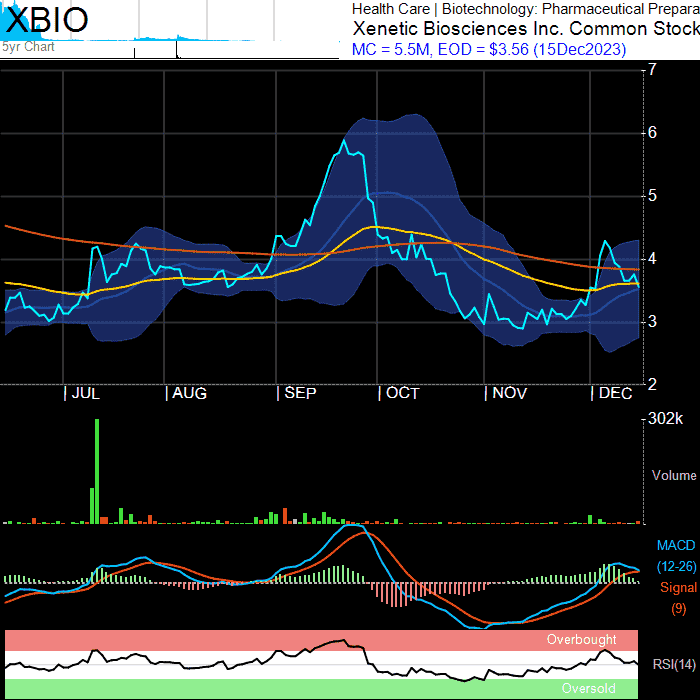 XBIO
5yr Chart
Health Care | Biotechnology: Pharmaceutical Prepara
Xenetic Biosciences Inc. Common Stock
MC = 5.5M, EOD = $3.56 (15Dec2023)
7
6
5
4
3
2
| JUL | AUG | SEP | OCT | NOV | DEC
302k
Volume
MACD
(12-26)
Signal
(9)
Overbought
RSI(14)
Oversold